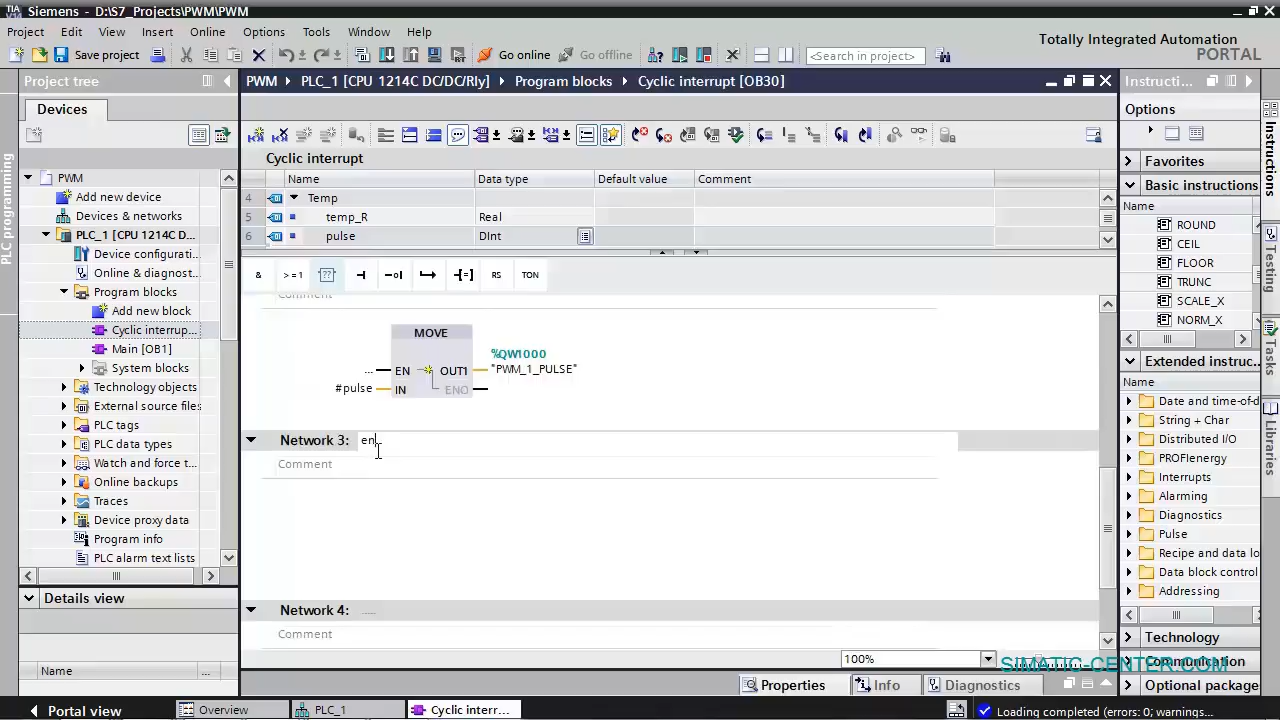 TIA
V14
Siemens - D:\S7_Projects\PWM\PWM
Project Edit View Insert Online Options Tools Window Help
Totally Integrated Automation
PORTAL
Save project
Go online
Go offline
<Search in project>
Project tree
PWM
PLC_1 [CPU 1214C DC/DC/Rly]
Program blocks
Cyclic interrupt [OB30]
Instructi...
Devices
Options
PLC programming
Cyclic interrupt
Name Data type Default value Comment
4 Temp
5 temp_R Real
6 pulse DInt
PWM
Add new device
Devices & networks
PLC_1 [CPU 1214C D...
Device configurati...
Online & diagnost...
Program blocks
Add new block
Cyclic interrup...
Main [OB1]
System blocks
Technology objects
External source files
PLC tags
PLC data types
Watch and force t...
Online backups
Traces
Device proxy data
Program info
PLC alarm text lists
Details view
Name ...
& >=1 ?? -o| RS TON
Comment
MOVE
... EN OUT1
%QW1000
"PWM_1_PULSE"
#pulse IN ENO
Network 3: en
Comment
Network 4: .....
Comment
100%
Favorites
Basic instructions
Name
ROUND
CEIL
FLOOR
TRUNC
SCALE_X
NORM_X
Extended instruc...
Name
Date and time-of-d
String + Char
Distributed I/O
PROFIenergy
Interrupts
Alarming
Diagnostics
Pulse
Recipe and data lo
Data block control
Addressing
Technology
Communication
Optional package
Instructions
Testing
Tasks
Libraries
SIMATIC-CENTER.COM
Properties Info Diagnostics
Portal view Overview PLC_1 Cyclic interr...
Loading completed (errors: 0; warnings...